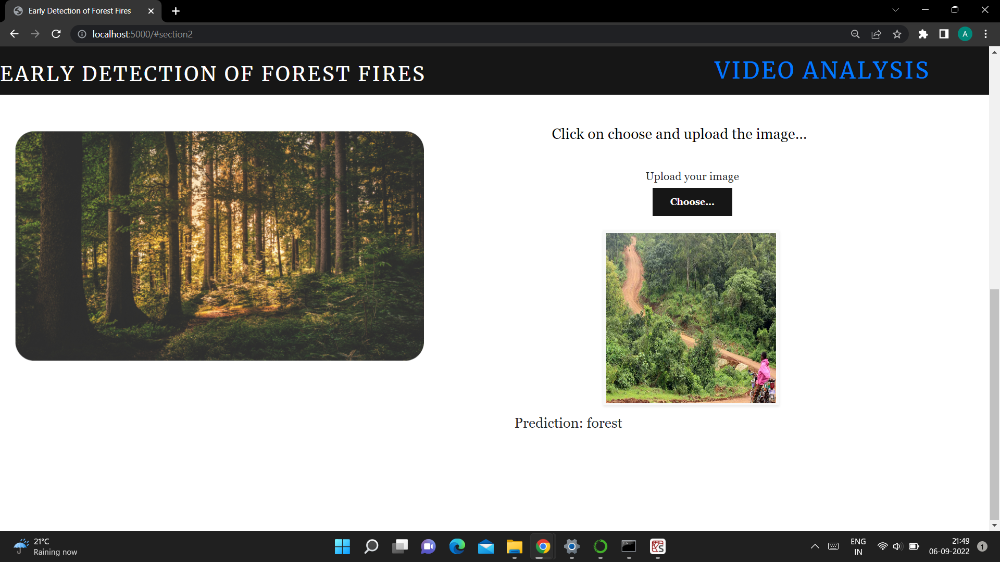 Early Detection of Forest Fires
localhost:5000/#section2
A
EARLY DETECTION OF FOREST FIRES
VIDEO ANALYSIS
Click on choose and upload the image...
Upload your image
Choose...
Prediction: forest
21°C
Raining now
ENG
IN
21:49
06-09-2022
1